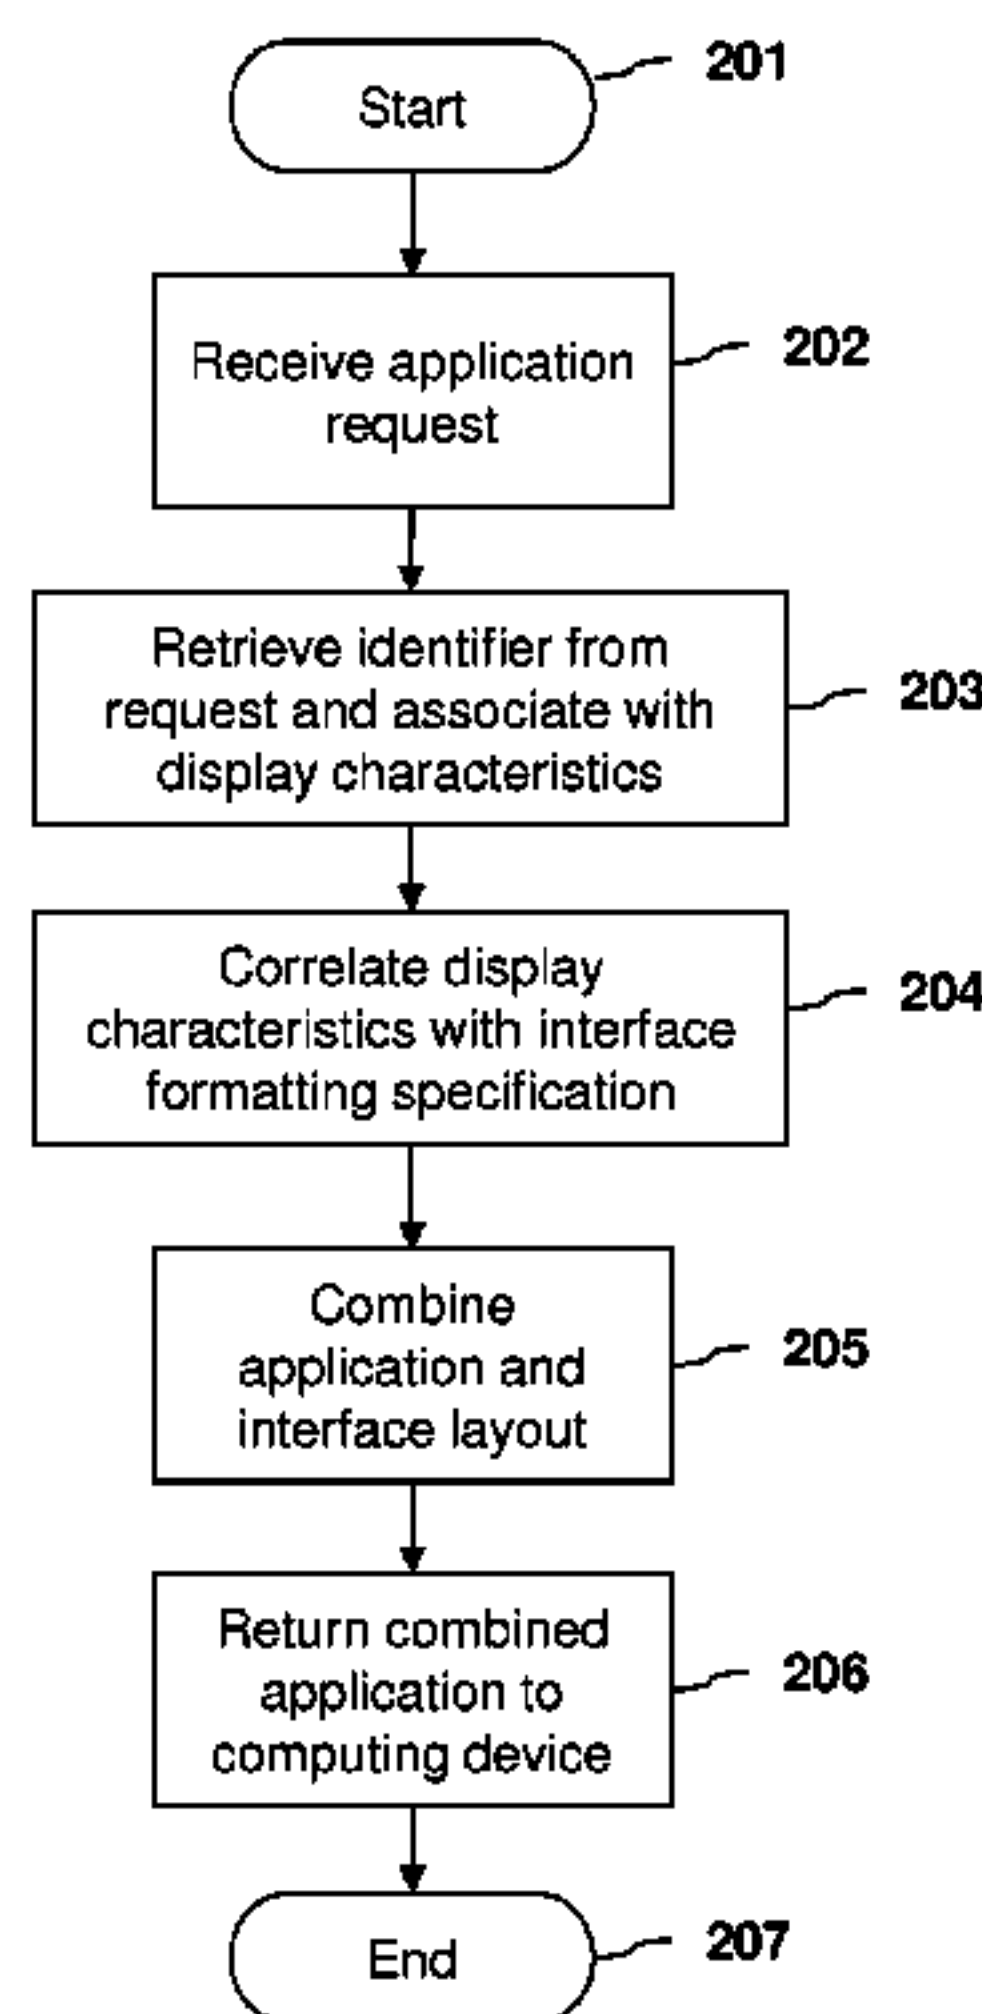 Start
201
Receive application
request
202
Retrieve identifier from
request and associate with
display characteristics
203
Correlate display
characteristics with interface
formatting specification
204
Combine
application and
interface layout
205
Return combined
application to
computing device
206
End
207